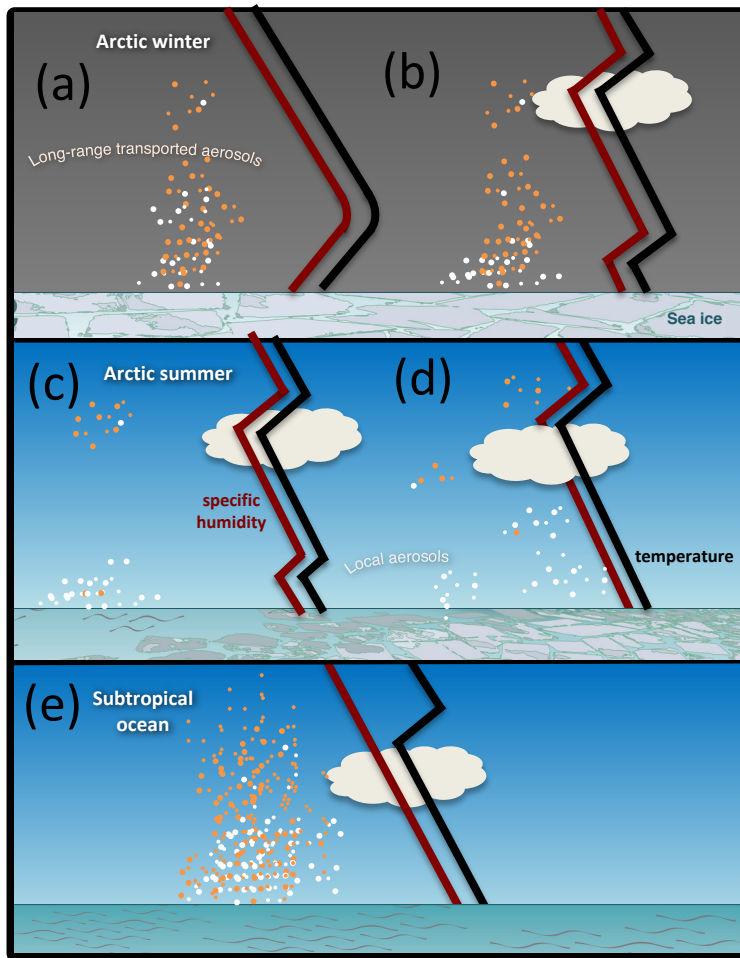 Arctic winter
(a)
(b)
Long-range transported aerosols
Sea ice
Arctic summer
(c)
(d)
specific
humidity
Local aerosols
temperature
(e)
Subtropical
ocean